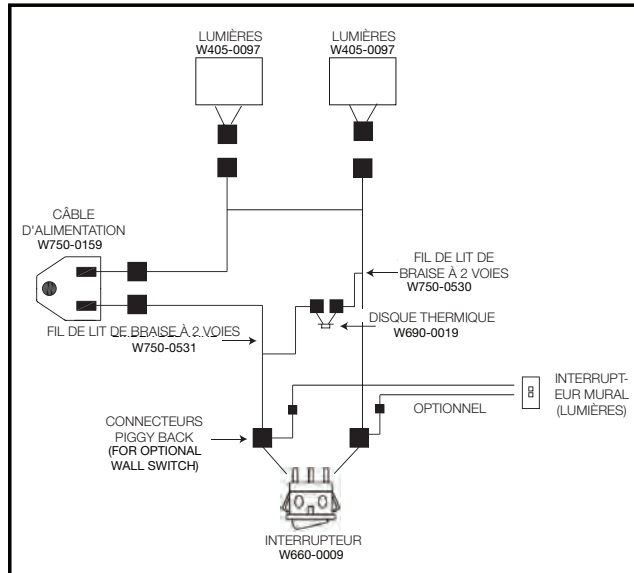 LUMIÈRES
W405-0097
LUMIÈRES
W405-0097
CÂBLE
D'ALIMENTATION
W750-0159
FIL DE LIT DE
BRAISE À 2 VOIES
W750-0530
FIL DE LIT DE BRAISE À 2 VOIES
W750-0531
DISQUE THERMIQUE
W690-0019
INTERRUPT-
EUR MURAL
(LUMIÈRES)
OPTIONNEL
CONNECTEURS
PIGGY BACK
(FOR OPTIONAL
WALL SWITCH)
INTERRUPTEUR
W660-0009